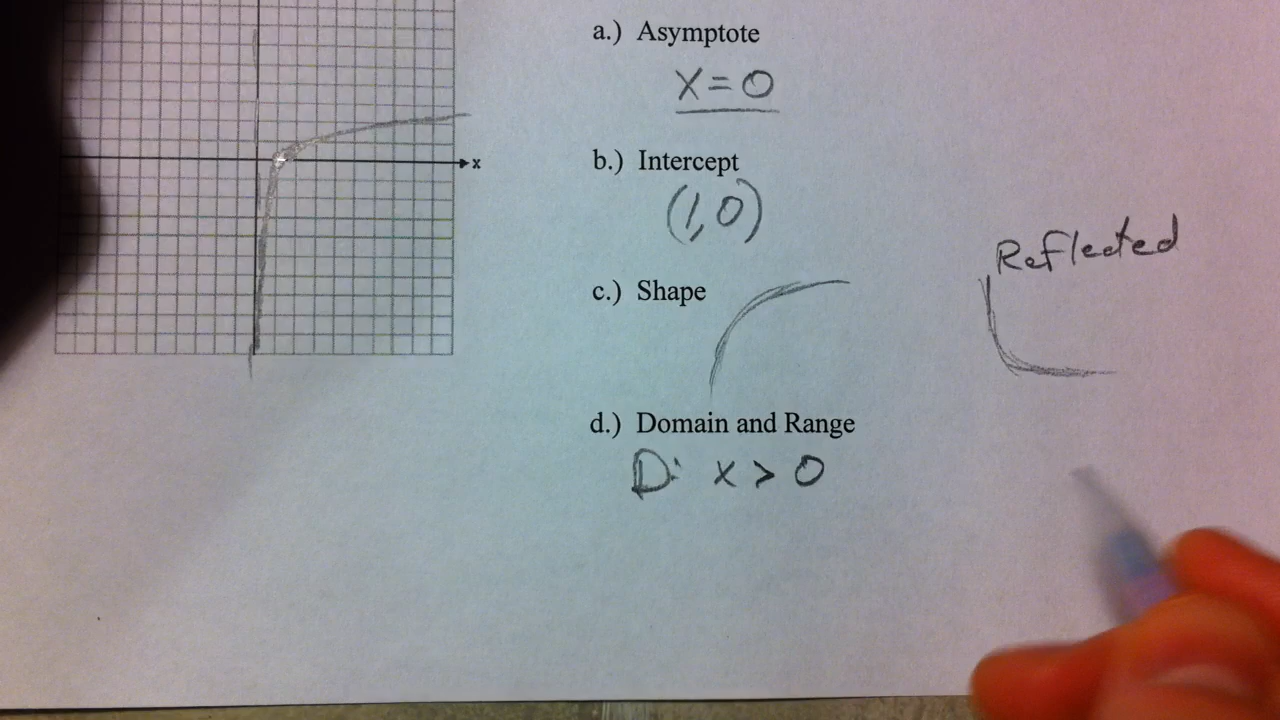 a.) Asymptote
X = 0
x
b.) Intercept
(1,0)
c.) Shape
Reflected
d.) Domain and Range
D: x > 0